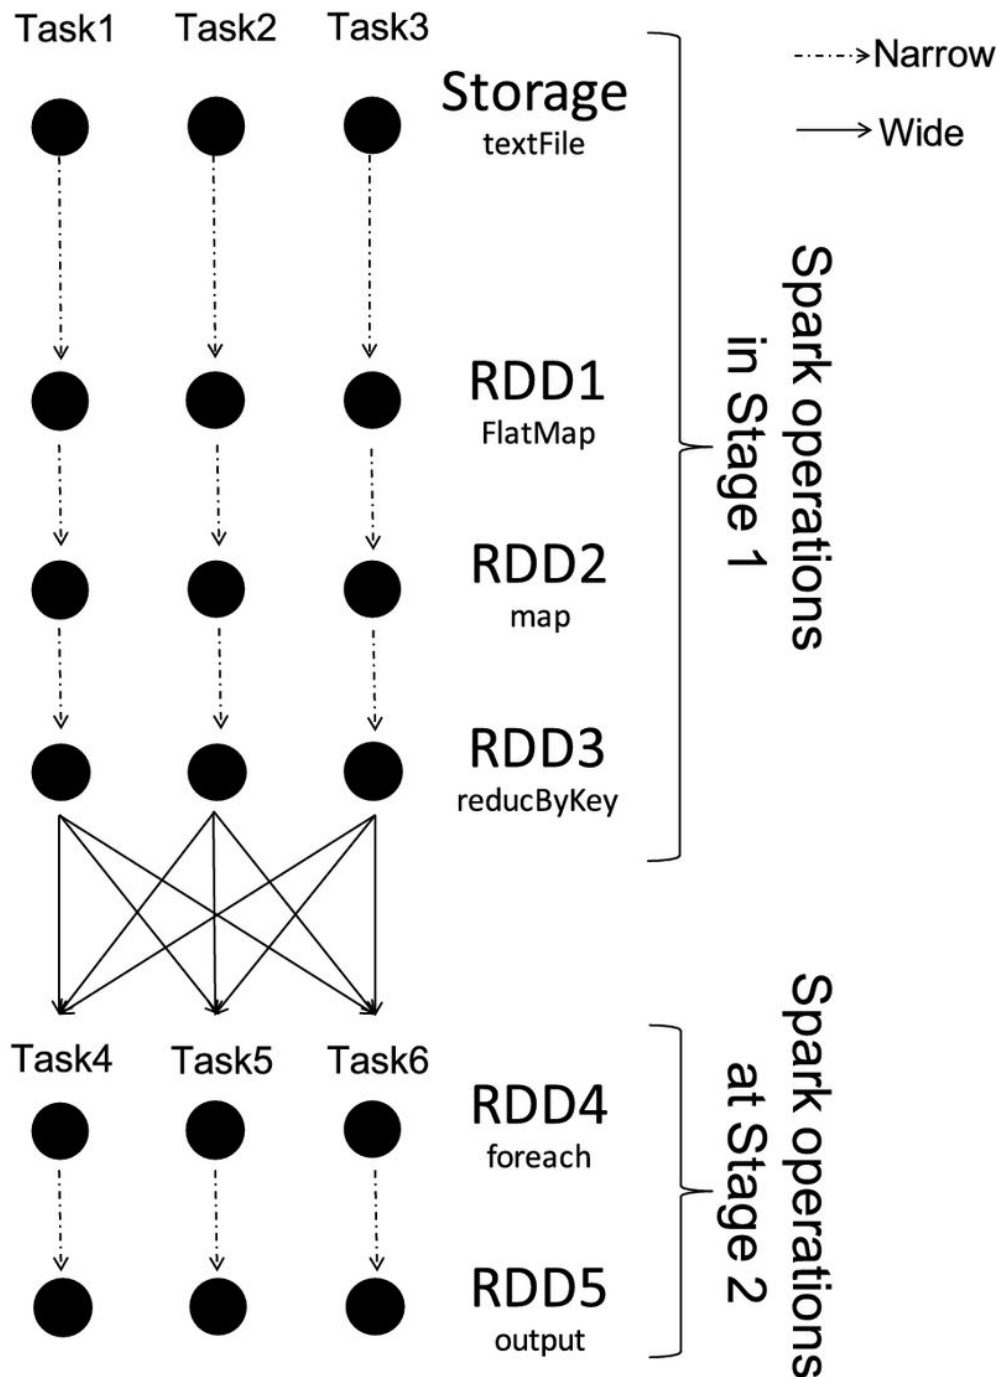 Task1 Task2 Task3
Storage
textFile
Narrow
Wide
RDD1
FlatMap
RDD2
map
RDD3
reducByKey
Spark operations
in Stage 1
Task4 Task5 Task6
RDD4
foreach
RDD5
output
Spark operations
at Stage 2